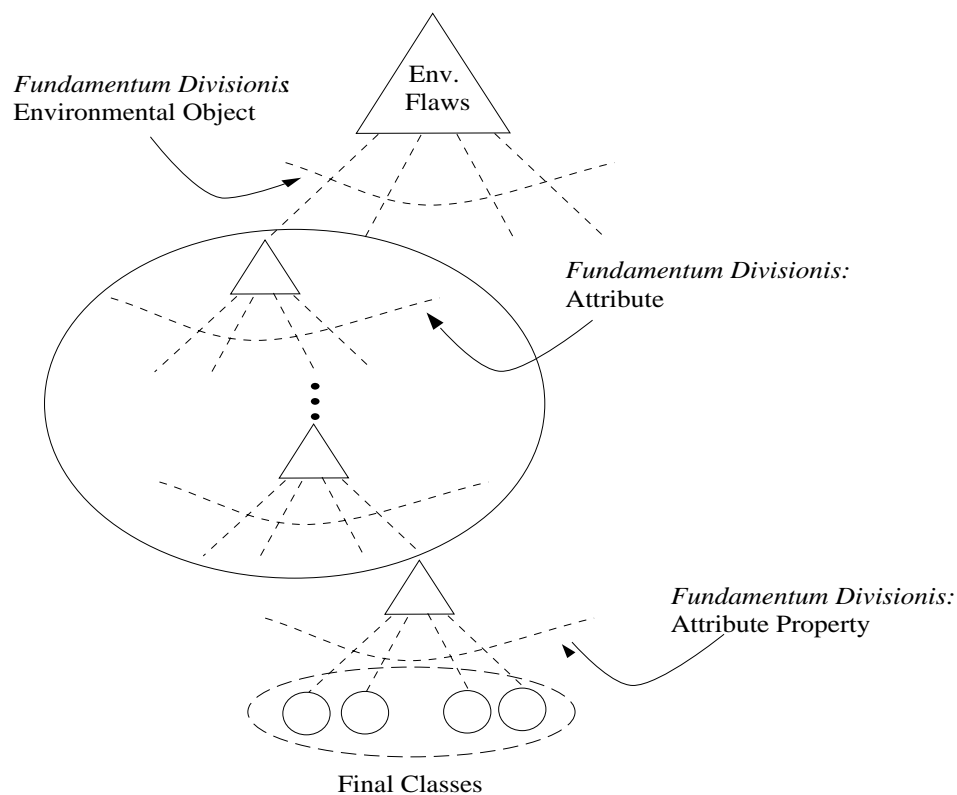 Env.
Flaws
Fundamentum Divisionis:
Environmental Object
Fundamentum Divisionis:
Attribute
Fundamentum Divisionis:
Attribute Property
Final Classes